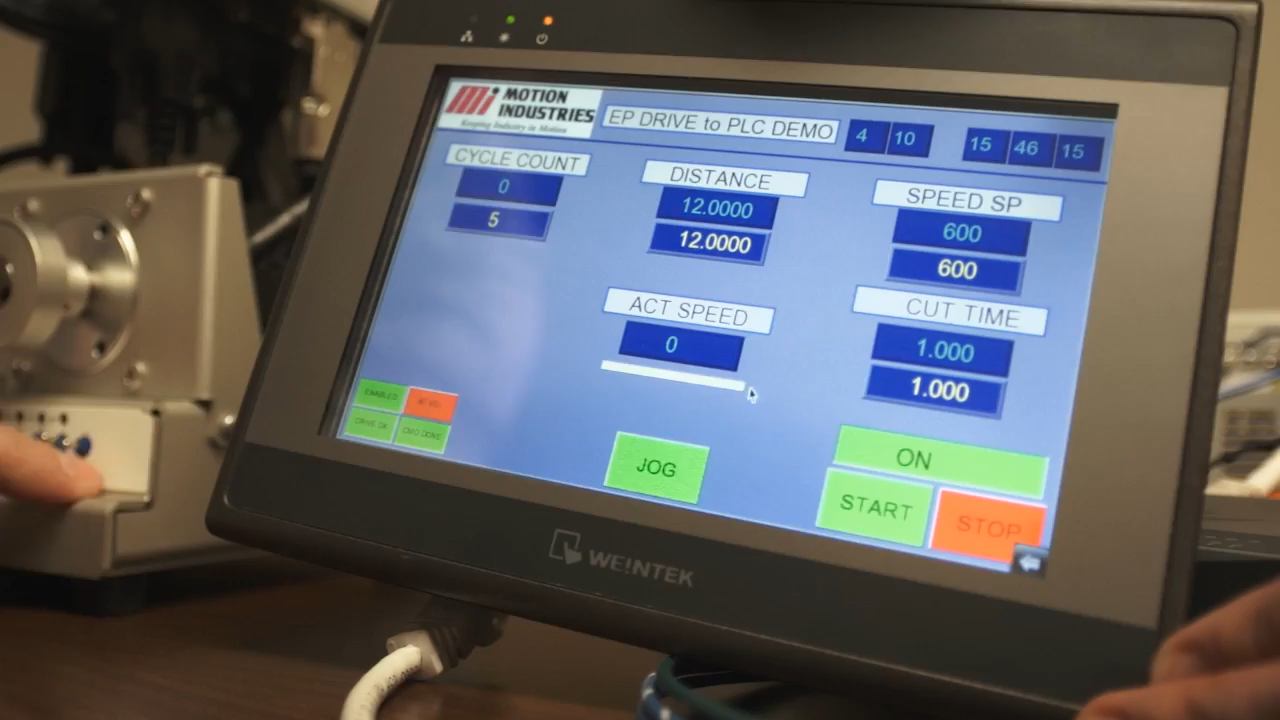 MOTION
INDUSTRIES
Keeping Industry in Motion
EP DRIVE to PLC DEMO
4 10
15 46 15
CYCLE COUNT
0
5
DISTANCE
12.0000
12.0000
SPEED SP
600
600
ACT SPEED
0
CUT TIME
1.000
1.000
ENABLED
DRIVE OK
CMD DONE
JOG
ON
START
STOP
WEINTEK